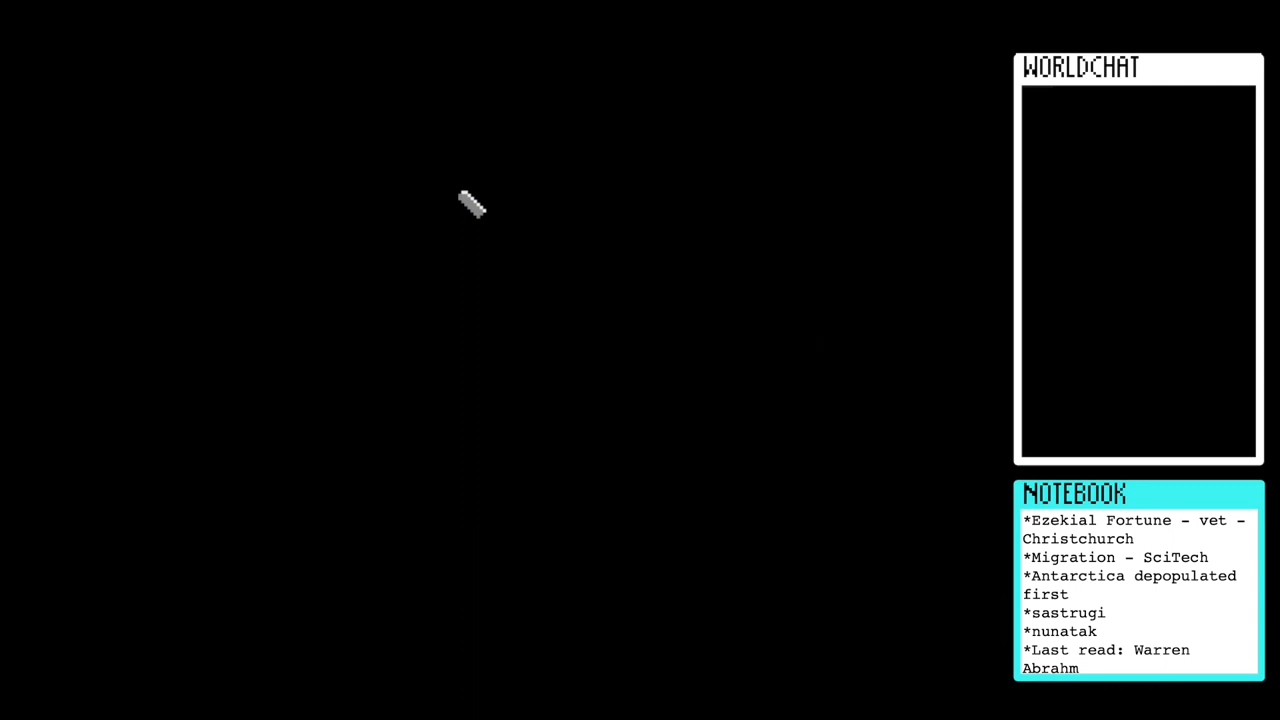 WORLDCHAT
NOTEBOOK
*Ezekial Fortune - vet -
Christchurch
*Migration - SciTech
*Antarctica depopulated
first
*sastrugi
*nunatak
*Last read: Warren
Abrahm